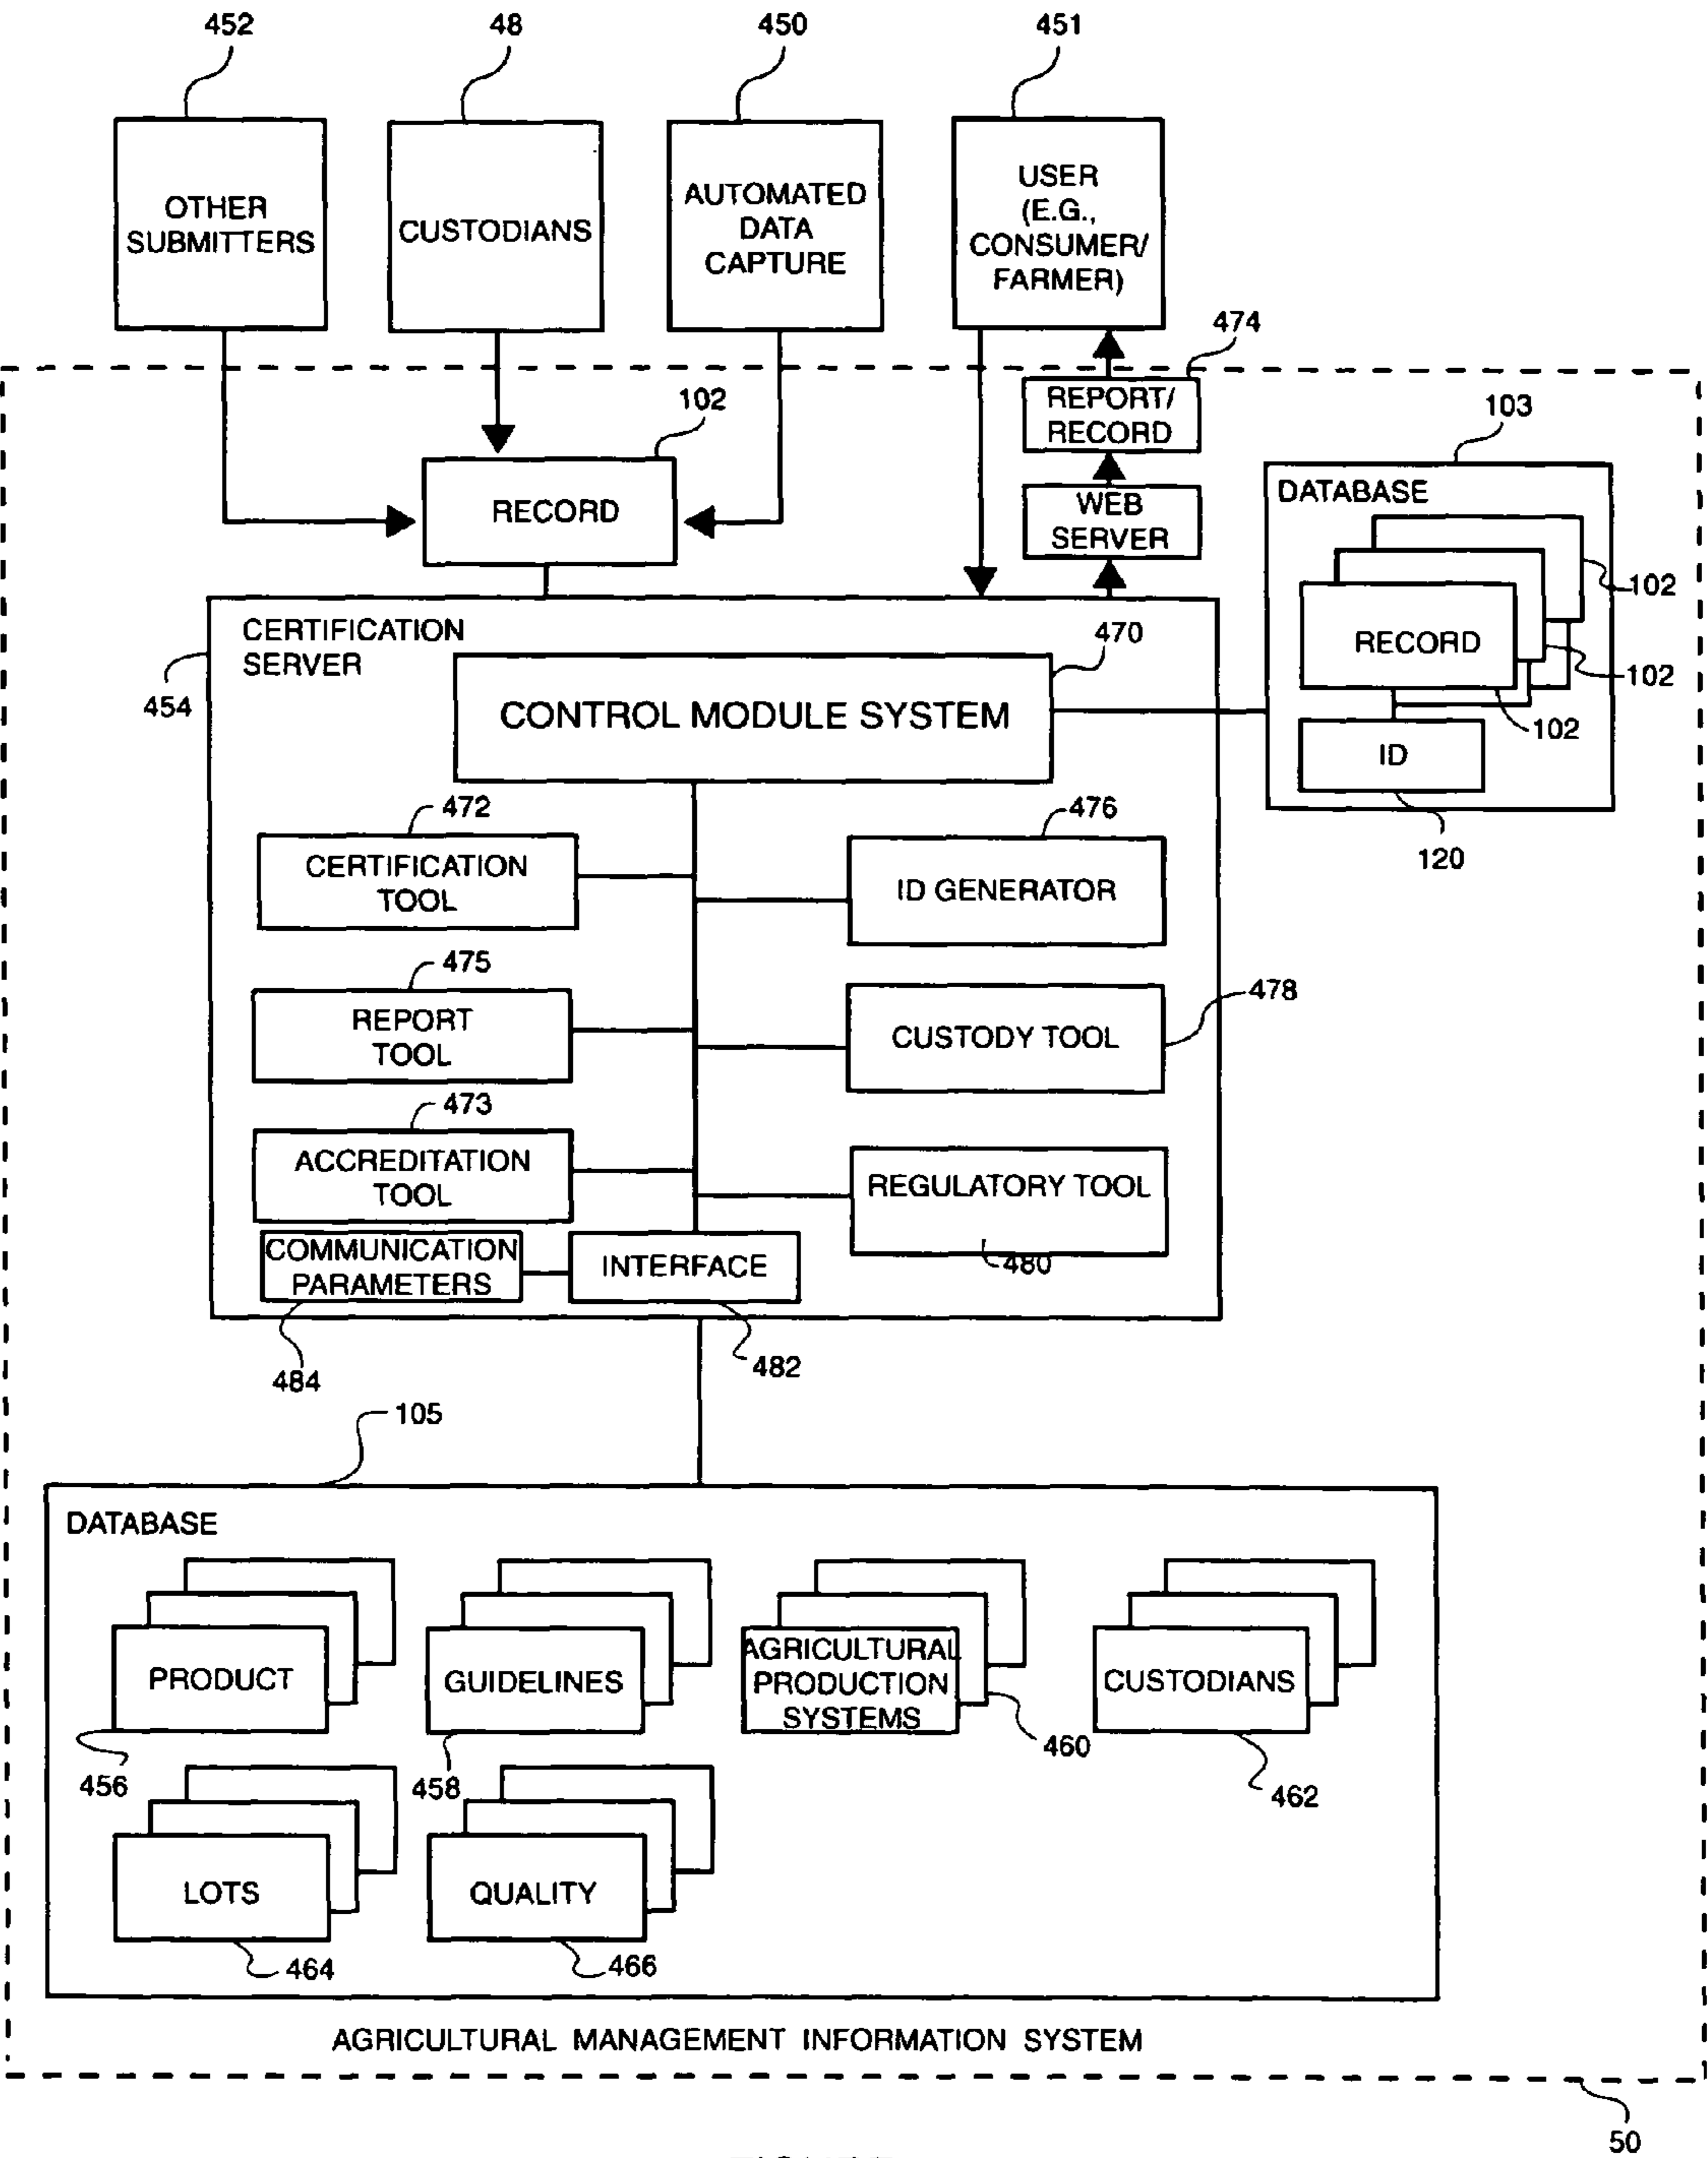 452
48
450
451
OTHER
SUBMITTERS
CUSTODIANS
AUTOMATED
DATA
CAPTURE
USER
(E.G.,
CONSUMER/
FARMER)
474
REPORT/
RECORD
102
103
RECORD
WEB
SERVER
DATABASE
102
RECORD
102
102
ID
120
CERTIFICATION
SERVER
454
470
CONTROL MODULE SYSTEM
472
CERTIFICATION
TOOL
476
ID GENERATOR
475
REPORT
TOOL
478
CUSTODY TOOL
473
ACCREDITATION
TOOL
REGULATORY TOOL
480
COMMUNICATION
PARAMETERS
INTERFACE
484
482
105
DATABASE
PRODUCT
GUIDELINES
AGRICULTURAL
PRODUCTION
SYSTEMS
CUSTODIANS
456
458
460
462
LOTS
QUALITY
464
466
AGRICULTURAL MANAGEMENT INFORMATION SYSTEM
50